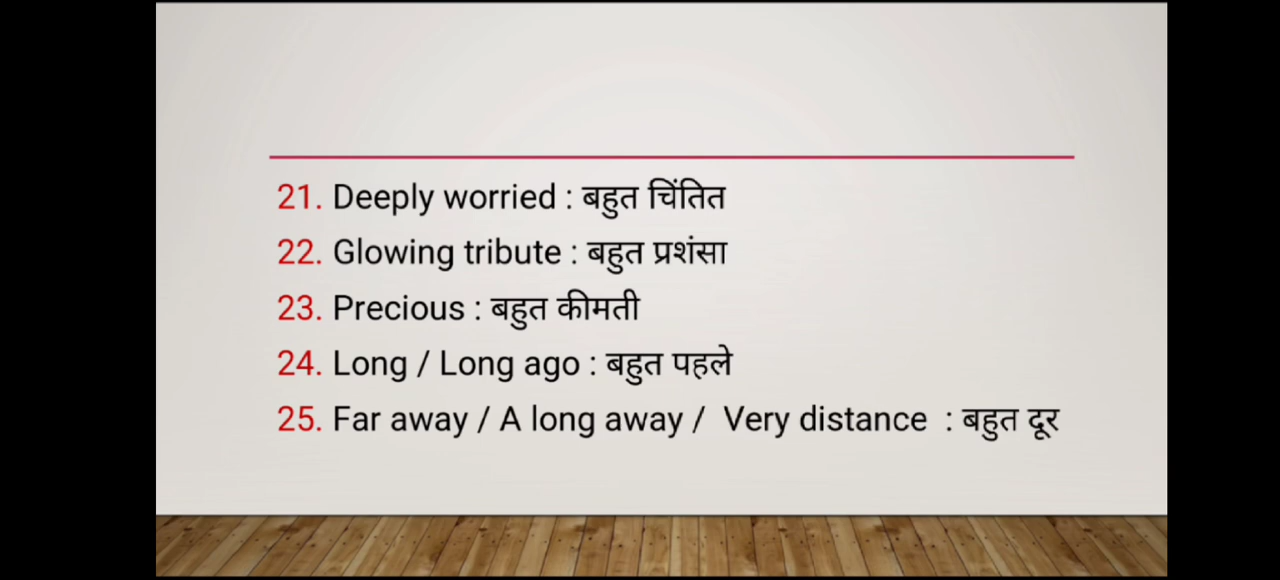 21. Deeply worried : बहुत चिंतित
22. Glowing tribute : बहुत प्रशंसा
23. Precious : बहुत कीमती
24. Long / Long ago : बहुत पहले
25. Far away / A long away / Very distance : बहुत दूर